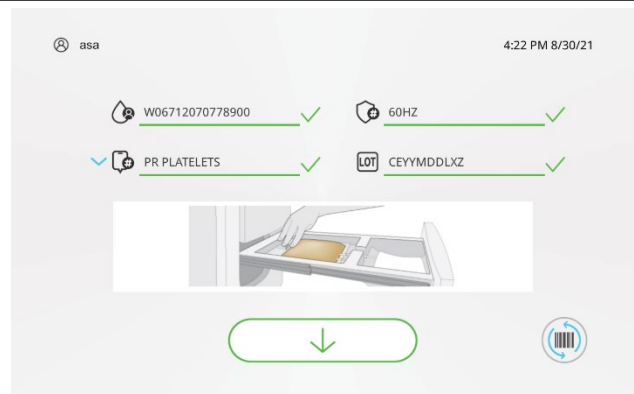 asa
4:22 PM 8/30/21
W06712070778900
60HZ
PR PLATELETS
LOT
CEYYMDDLXZ